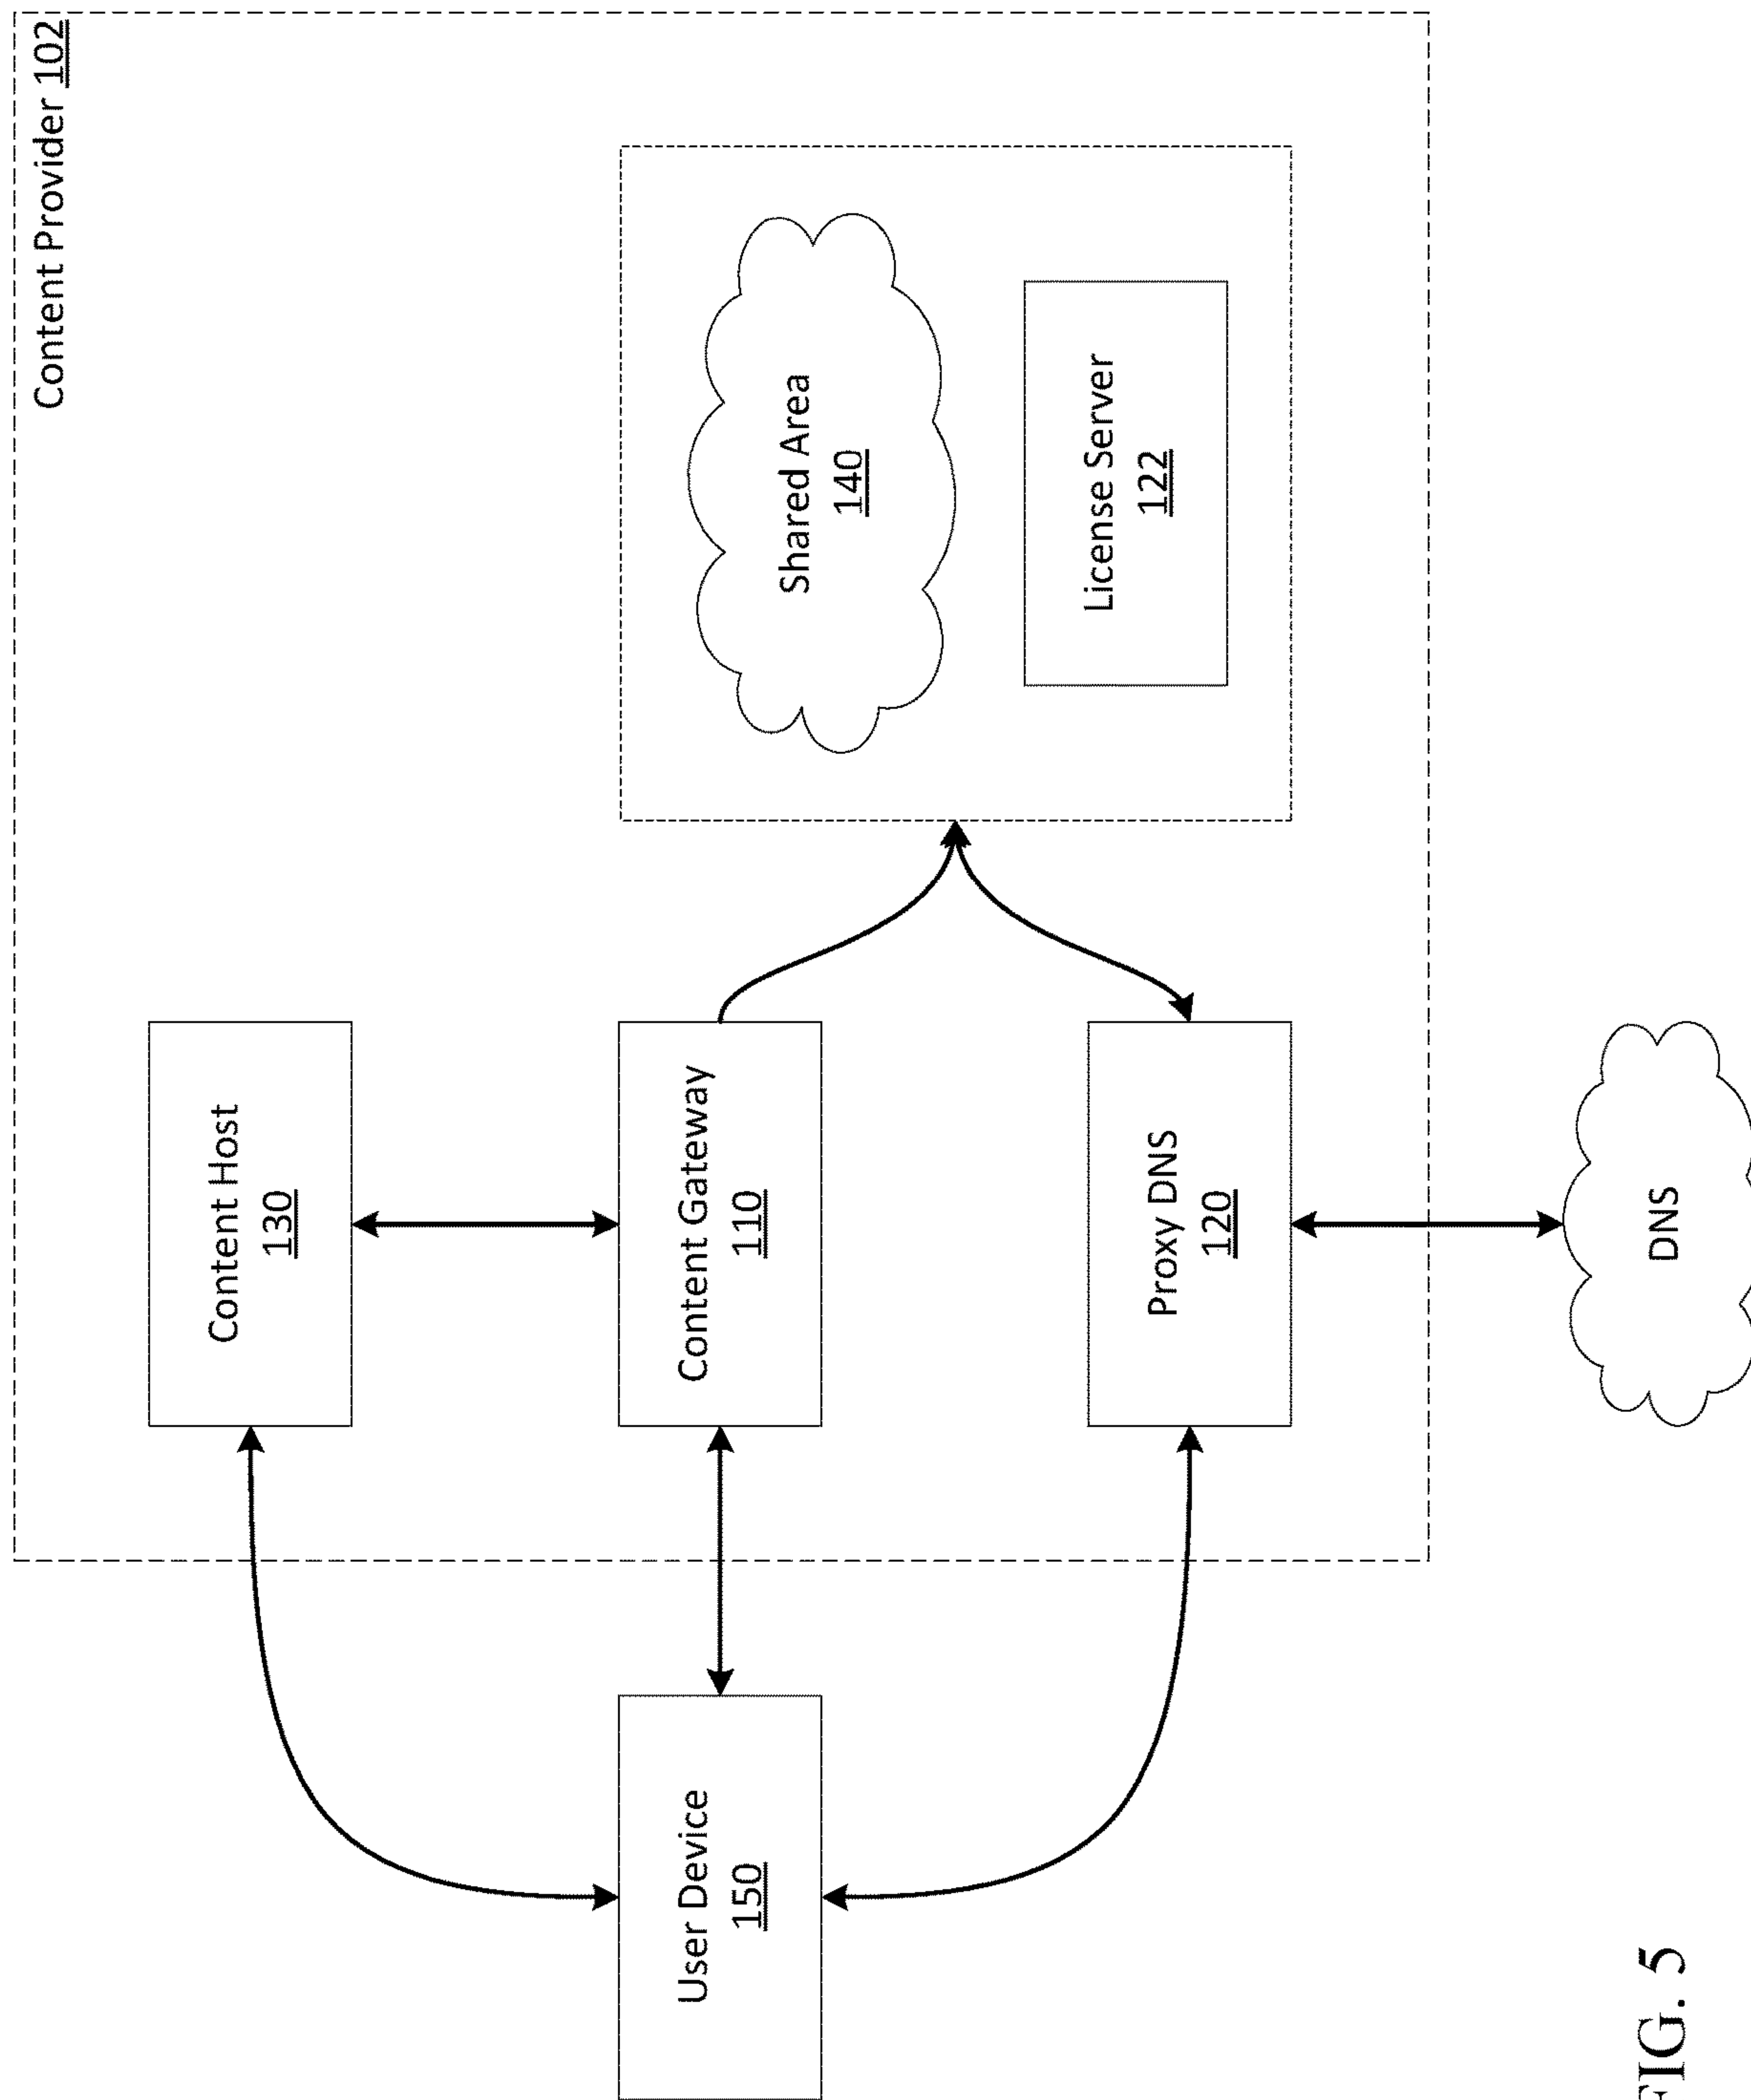 Content Provider 102
Content Host
130
Shared Area
140
User Device
150
Content Gateway
110
License Server
122
Proxy DNS
120
DNS
FIG. 5